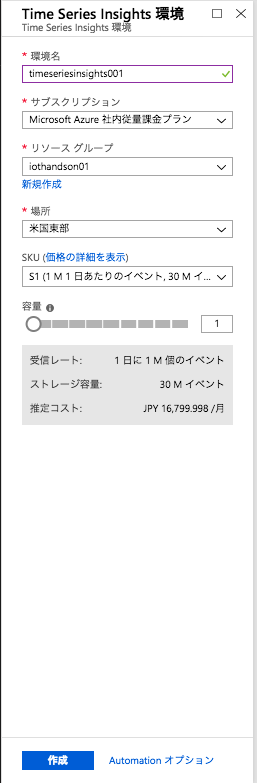 Time Series Insights 環境
Time Series Insights 環境
* 環境名
timeseriesinsights001
* サブスクリプション
Microsoft Azure 社内従量課金プラン
* リソース グループ
iothandson01
新規作成
* 場所
米国東部
SKU (価格の詳細を表示)
S1 (1 M 1 日あたりのイベント, 30 M イ...
容量
1
受信レート: 1 日に 1 M 個のイベント
ストレージ容量: 30 M イベント
推定コスト: JPY 16,799.998 /月
作成 Automation オプション